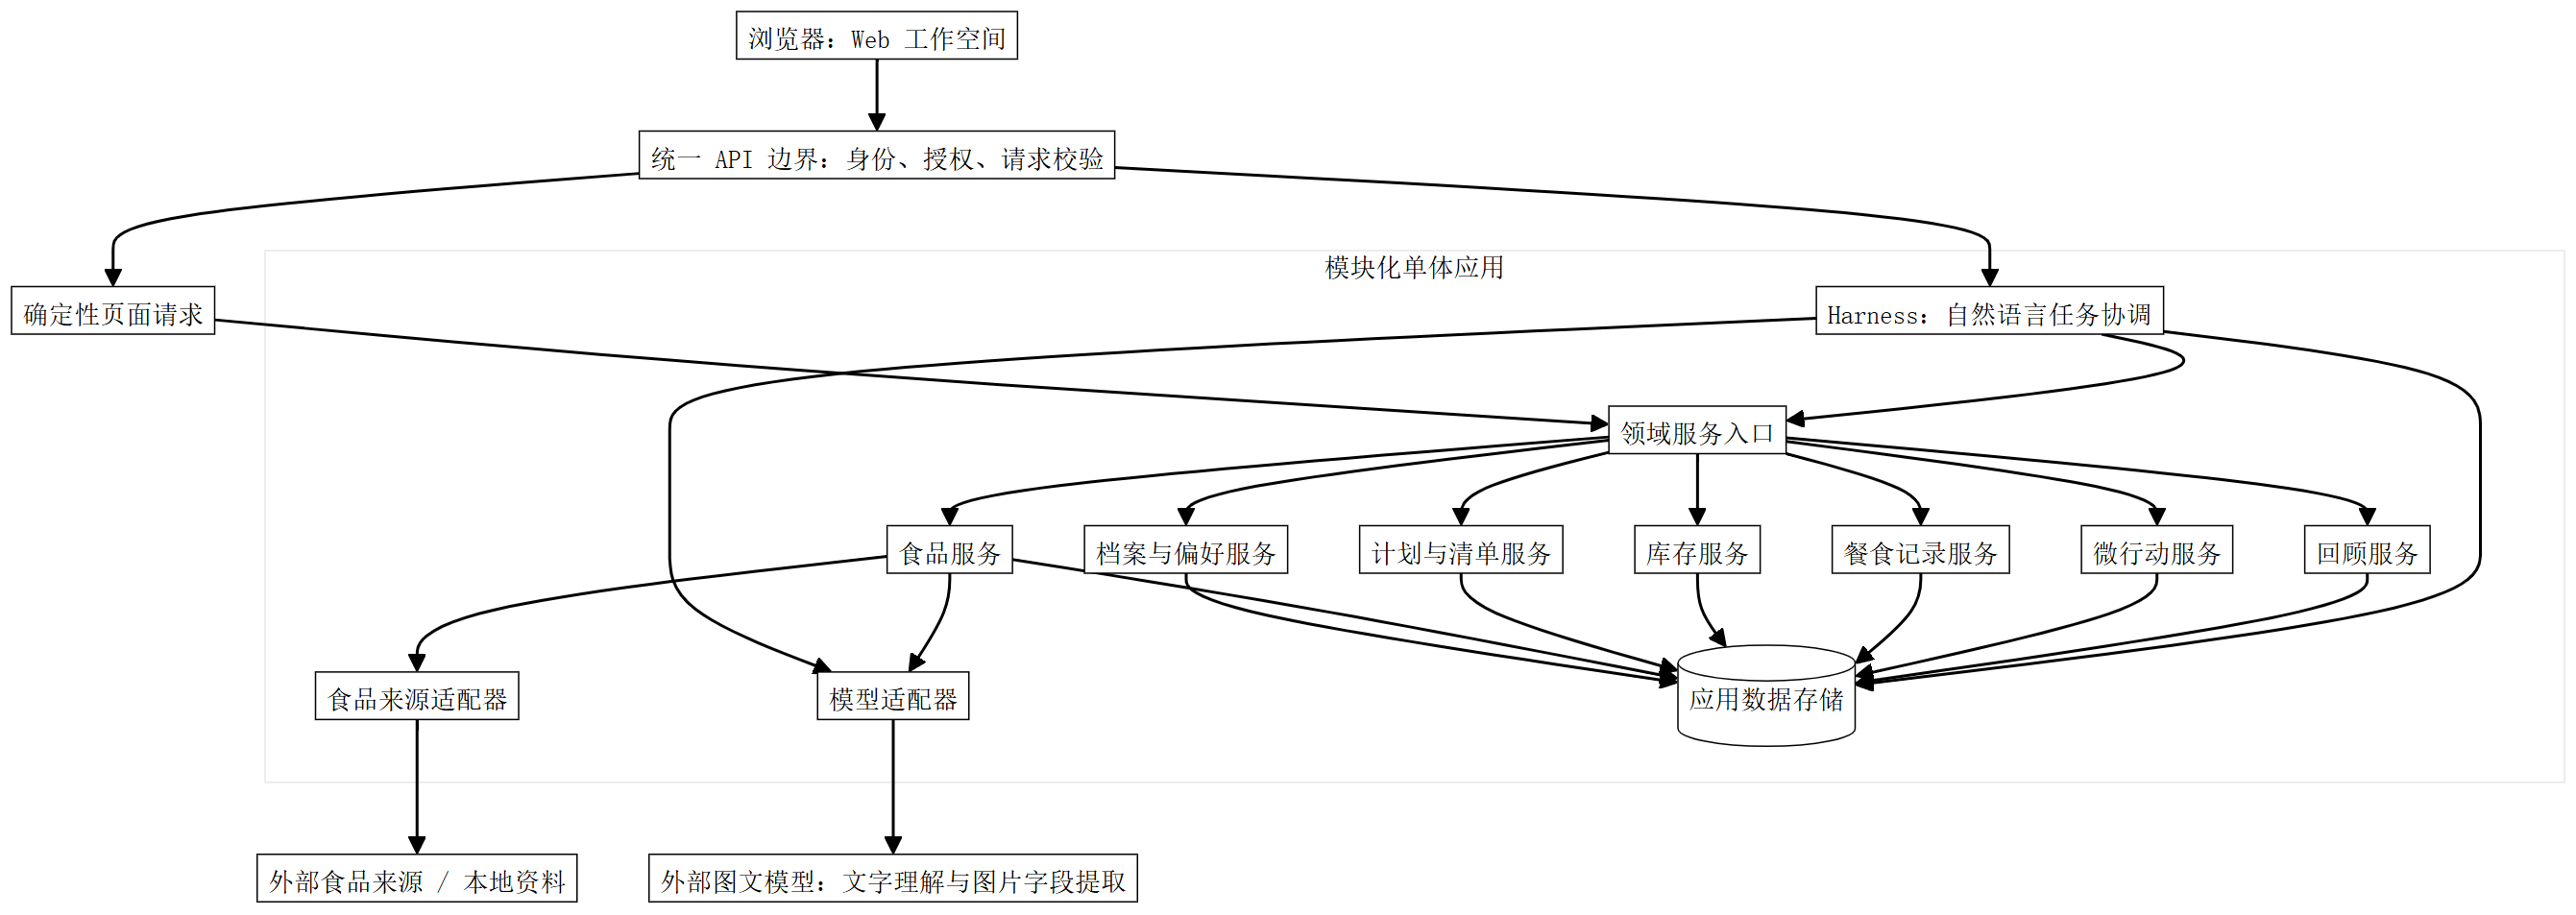 浏览器：Web 工作空间
统一 API 边界：身份、授权、请求校验
模块化单体应用
确定性页面请求
Harness：自然语言任务协调
领域服务入口
食品服务
档案与偏好服务
计划与清单服务
库存服务
餐食记录服务
微行动服务
回顾服务
食品来源适配器
模型适配器
应用数据存储
外部食品来源 / 本地资料
外部图文模型：文字理解与图片字段提取